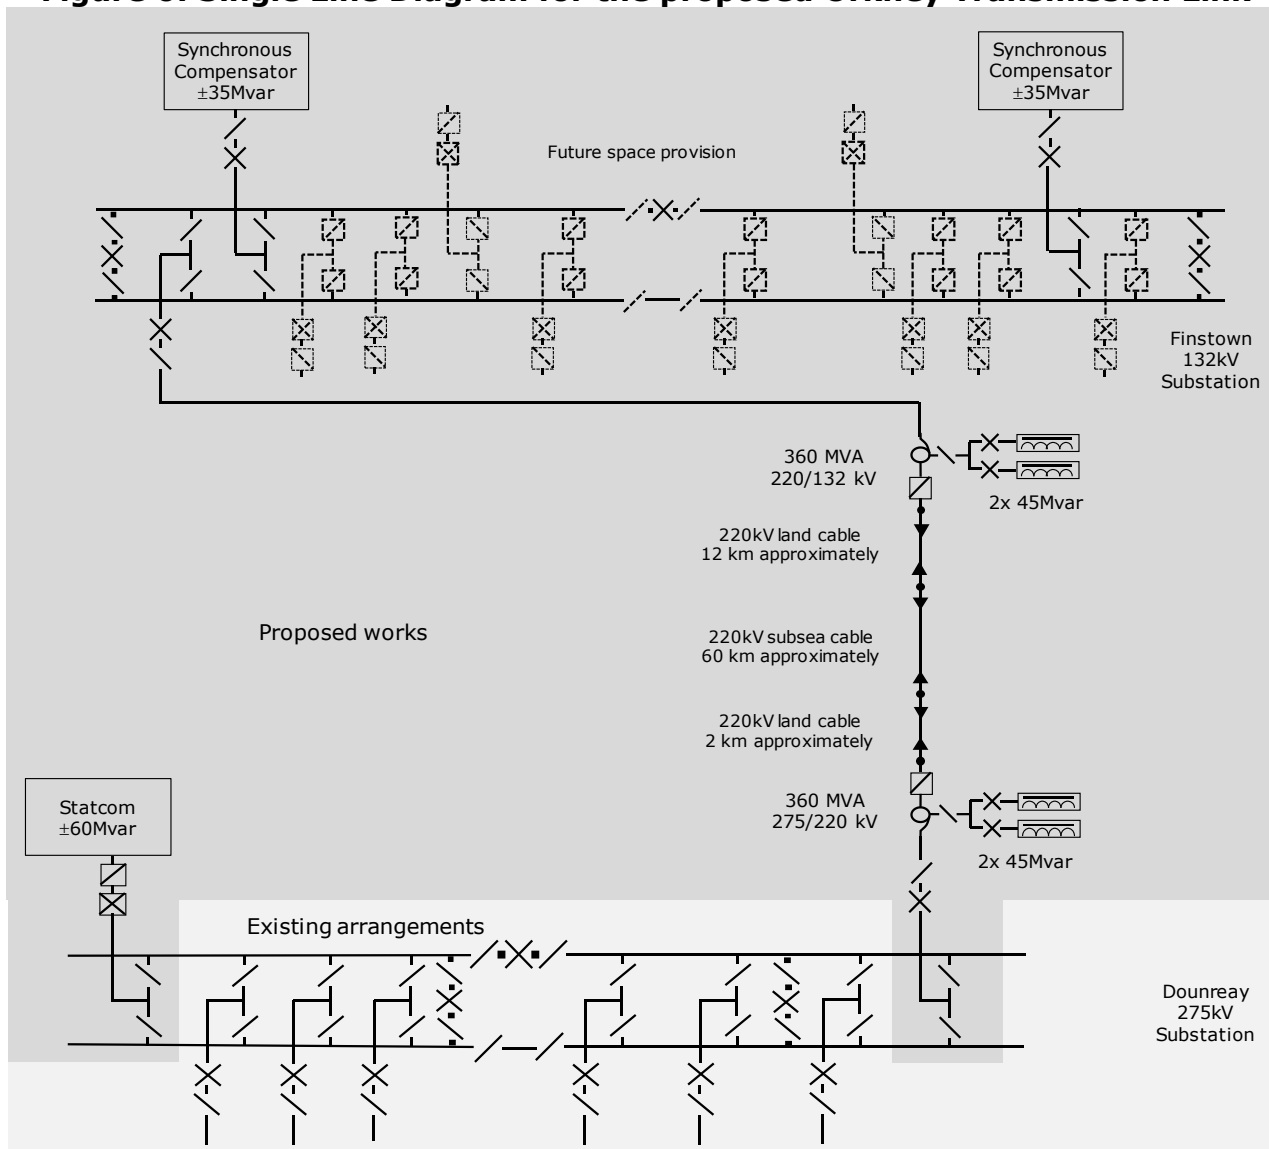 Figure 6: Single Line Diagram for the proposed Orkney Transmission Link
Synchronous
Compensator
±35Mvar
Synchronous
Compensator
±35Mvar
Future space provision
Finstown
132kV
Substation
360 MVA
220/132 kV
2x 45Mvar
220kV land cable
12 km approximately
Proposed works
220kV subsea cable
60 km approximately
220kV land cable
2 km approximately
Statcom
±60Mvar
360 MVA
275/220 kV
2x 45Mvar
Existing arrangements
Dounreay
275kV
Substation